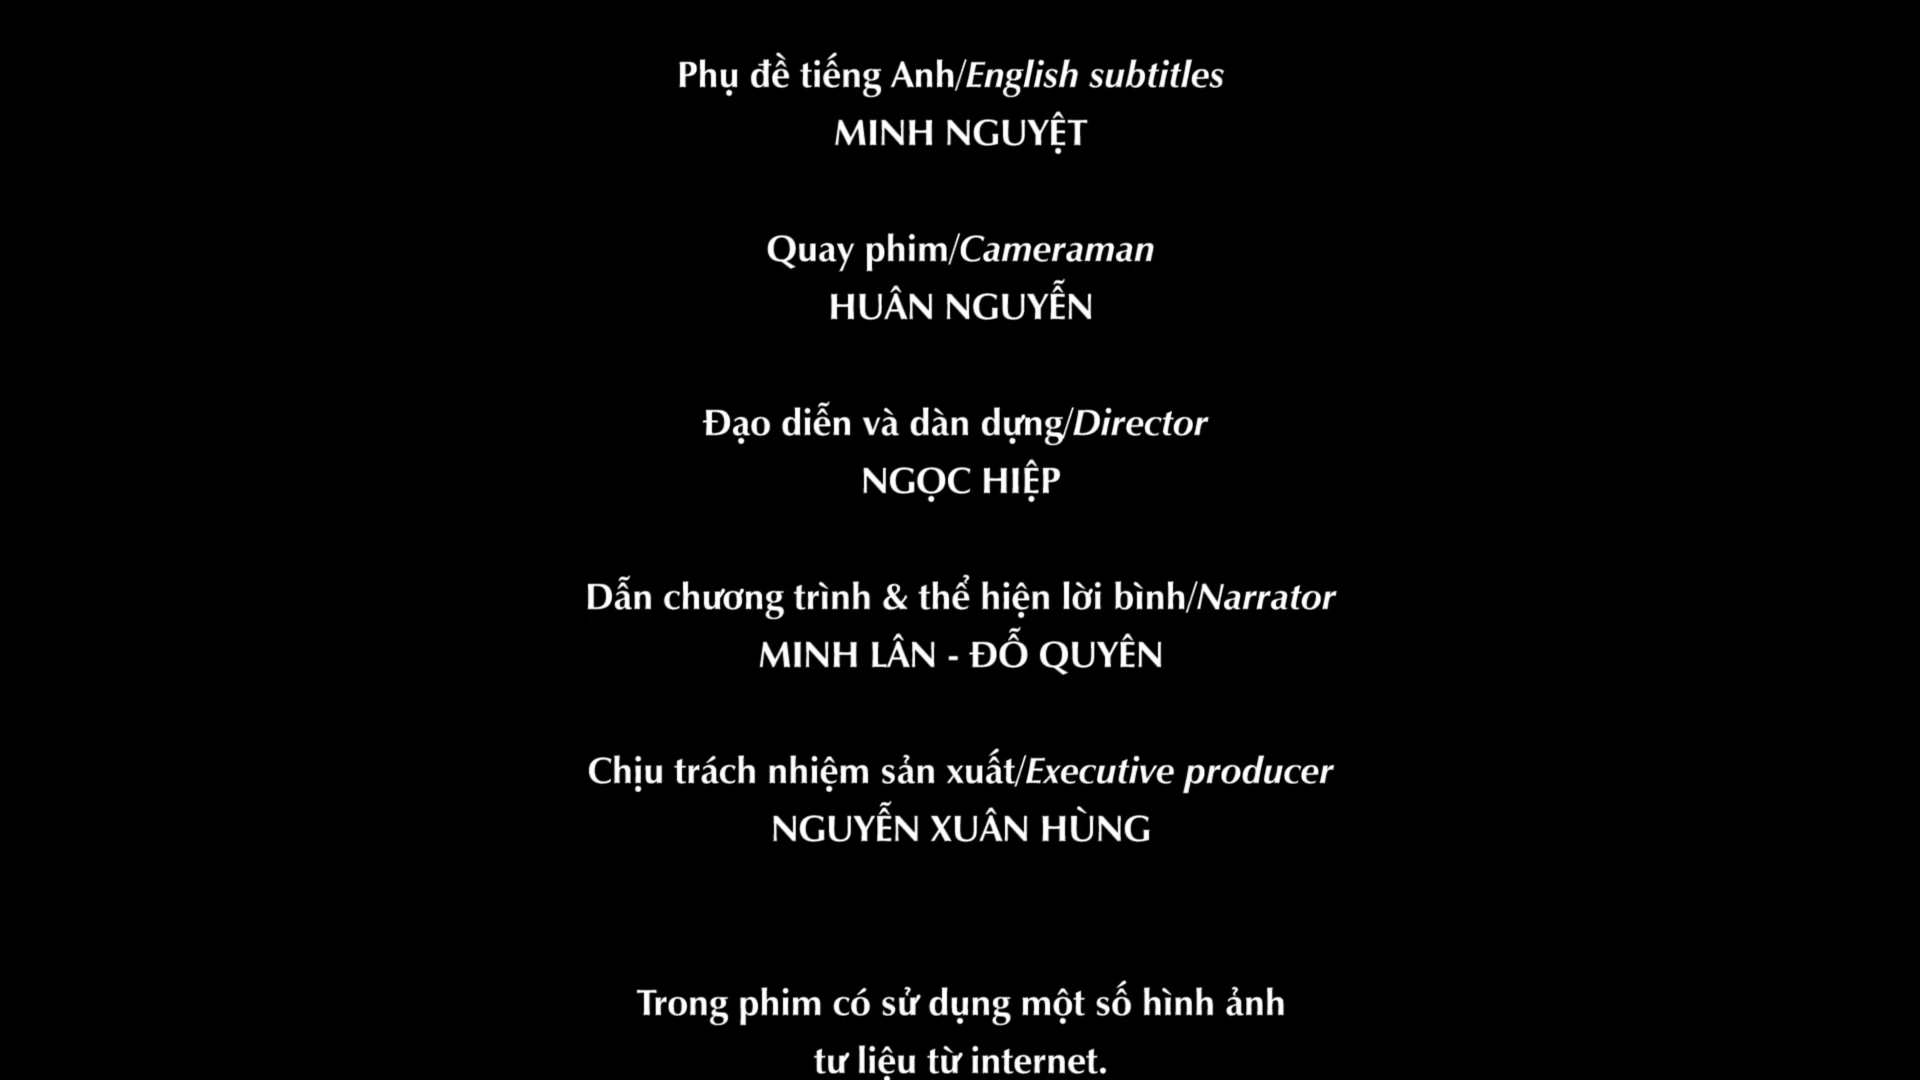 Phụ đề tiếng Anh/English subtitles
MINH NGUYỆT
Quay phim/Cameraman
HUÂN NGUYỄN
Đạo diễn và dàn dựng/Director
NGỌC HIỆP
Dẫn chương trình & thể hiện lời bình/Narrator
MINH LÂN - ĐỖ QUYÊN
Chịu trách nhiệm sản xuất/Executive producer
NGUYỄN XUÂN HÙNG
Trong phim có sử dụng một số hình ảnh
tư liệu từ internet.